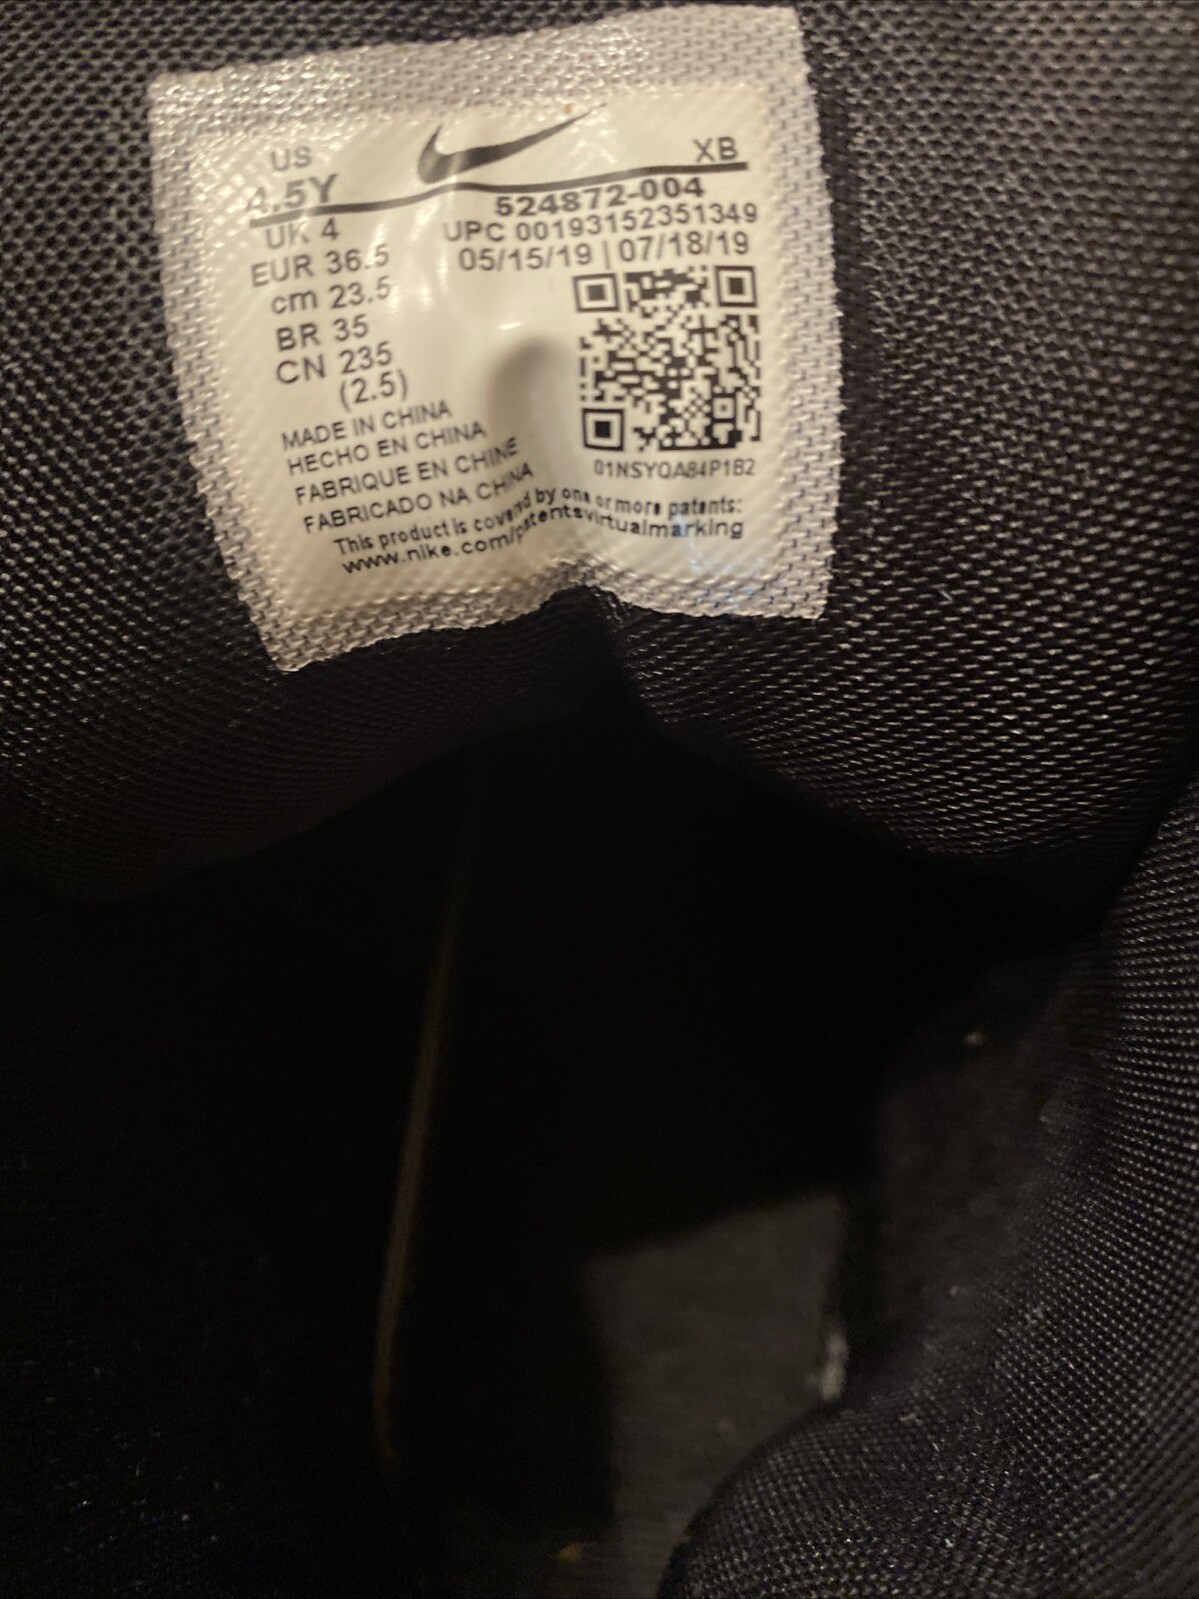 US
4.5Y
XB
UK 4
EUR 36.5
cm 23.5
BR 35
CN 235
(2.5)
524872-004
UPC 00193152351349
05/15/19 | 07/18/19
01NSYQA84P1B2
MADE IN CHINA
HECHO EN CHINA
FABRIQUE EN CHINE
FABRICADO NA CHINA
This product is covered by one or more patents:
www.nike.com/patentsvirtualmarking